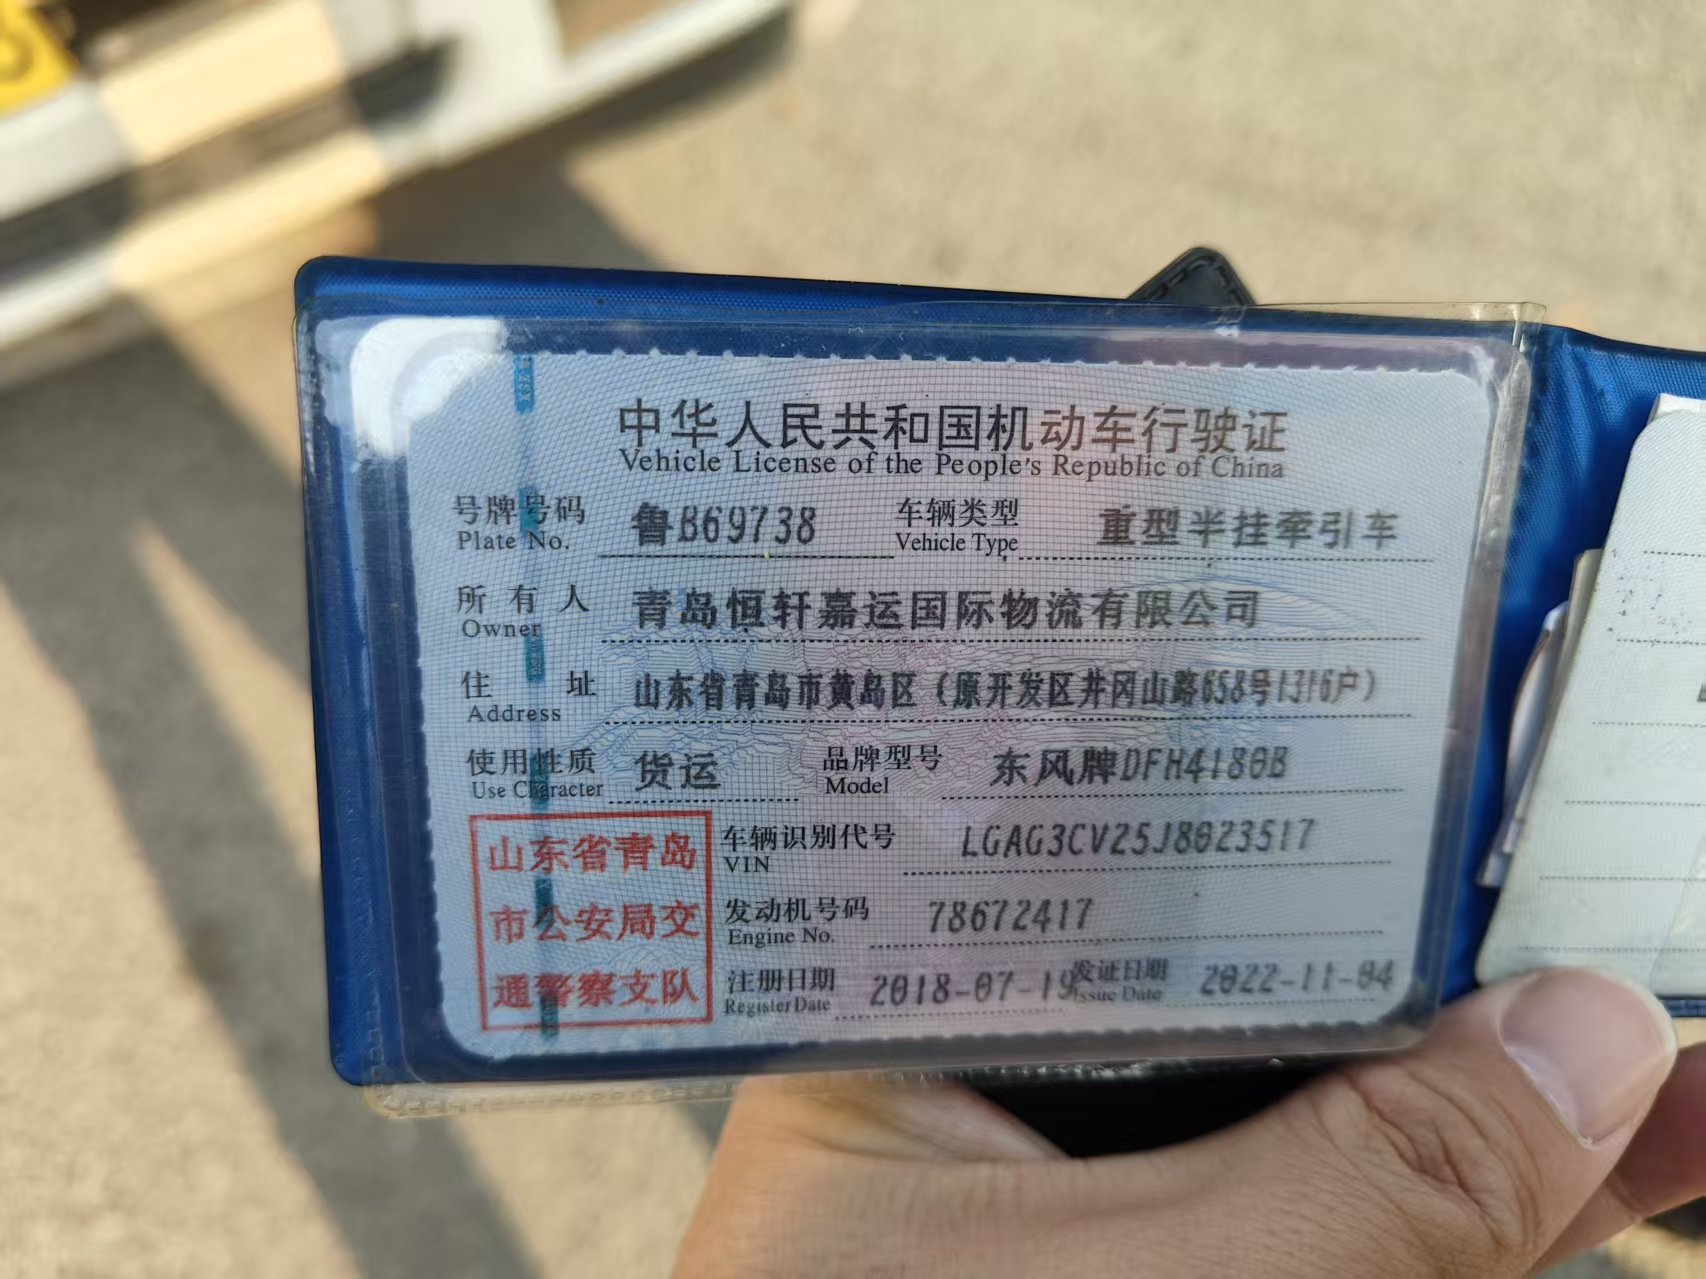 中华人民共和国机动车行驶证
Vehicle License of the People's Republic of China
号牌号码 鲁B69738 车辆类型 重型半挂牵引车
Plate No. Vehicle Type
所有人 青岛恒轩嘉运国际物流有限公司
Owner
住址 山东省青岛市黄岛区（原开发区井冈山路658号1316户）
Address
使用性质 货运 品牌型号 东风牌DFH4180B
Use Character Model
山东省青岛
市公安局交
通警察支队
车辆识别代号 LGAG3CV25J8023517
VIN
发动机号码 78672417
Engine No.
注册日期 2018-07-19 发证日期 2022-11-04
Register Date Issue Date